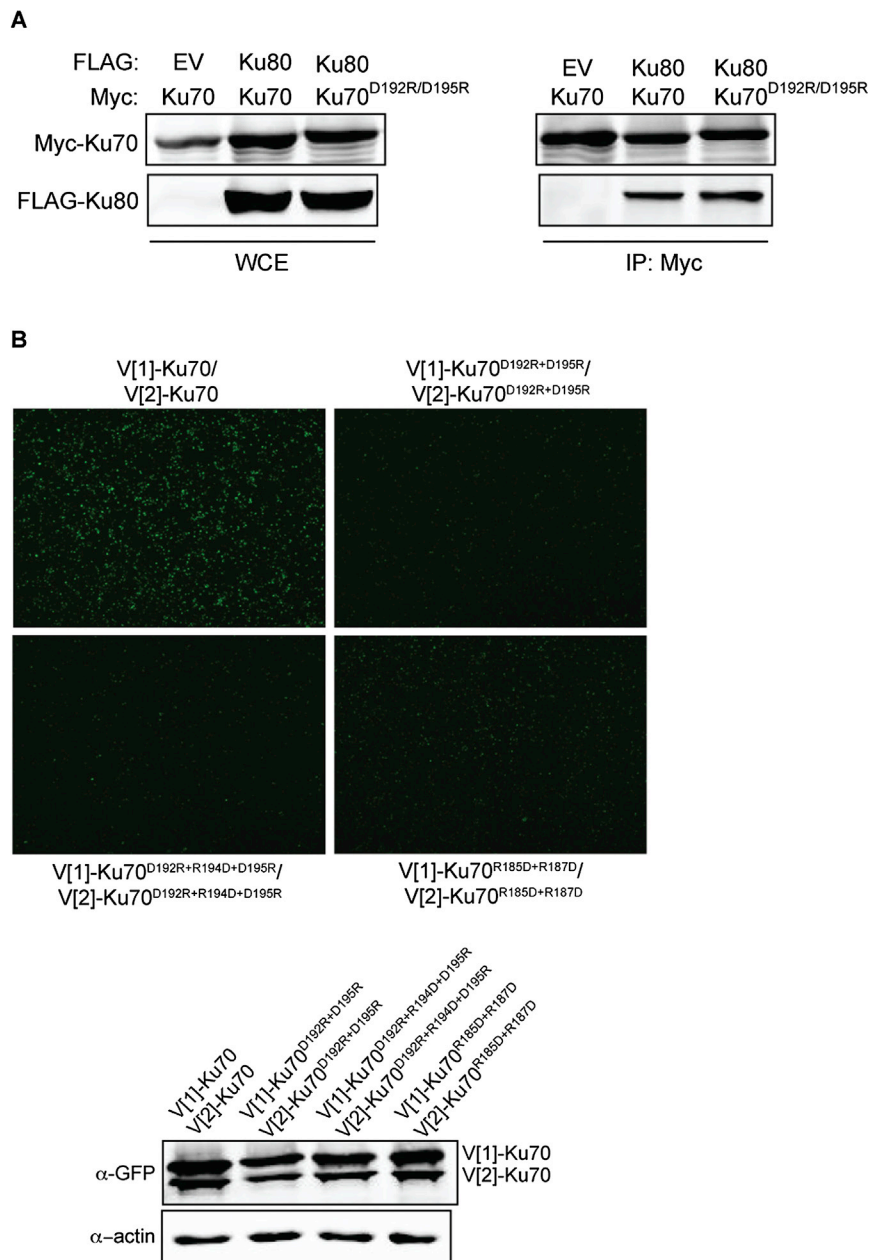 A
FLAG: EV Ku80 Ku80
Myc: Ku70 Ku70 Ku70D192R/D195R
Myc-Ku70
FLAG-Ku80
WCE
EV Ku80 Ku80
Ku70 Ku70 Ku70D192R/D195R
IP: Myc
B
V[1]-Ku70/
V[2]-Ku70
V[1]-Ku70D192R+D195R/
V[2]-Ku70D192R+D195R
V[1]-Ku70D192R+R194D+D195R/
V[2]-Ku70D192R+R194D+D195R
V[1]-Ku70R185D+R187D/
V[2]-Ku70R185D+R187D
V[1]-Ku70
V[2]-Ku70
V[1]-Ku70D192R+D195R
V[2]-Ku70D192R+D195R
V[1]-Ku70D192R+R194D+D195R
V[2]-Ku70D192R+R194D+D195R
V[1]-Ku70R185D+R187D
V[2]-Ku70R185D+R187D
α-GFP
V[1]-Ku70
V[2]-Ku70
α–actin